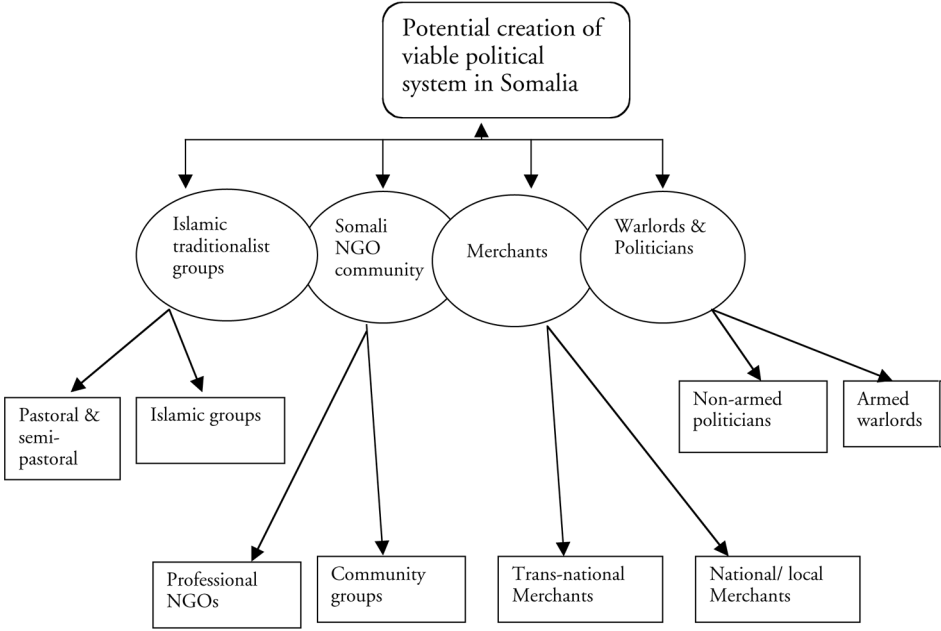 Potential creation of
viable political
system in Somalia
Islamic
traditionalist
groups
Somali
NGO
community
Merchants
Warlords &
Politicians
Pastoral &
semi-
pastoral
Islamic groups
Non-armed
politicians
Armed
warlords
Professional
NGOs
Community
groups
Trans-national
Merchants
National/ local
Merchants